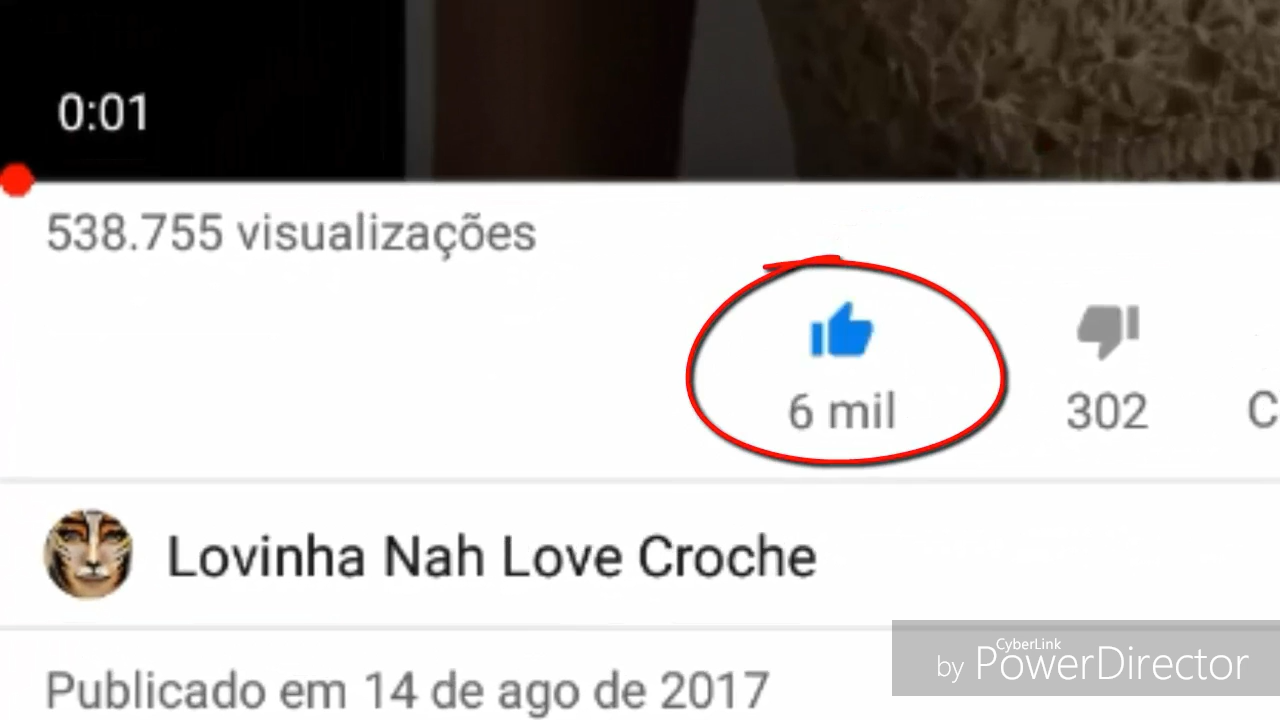 0:01
538.755 visualizações
6 mil
302
C
Lovinha Nah Love Croche
Publicado em 14 de ago de 2017
CyberLink
by PowerDirector